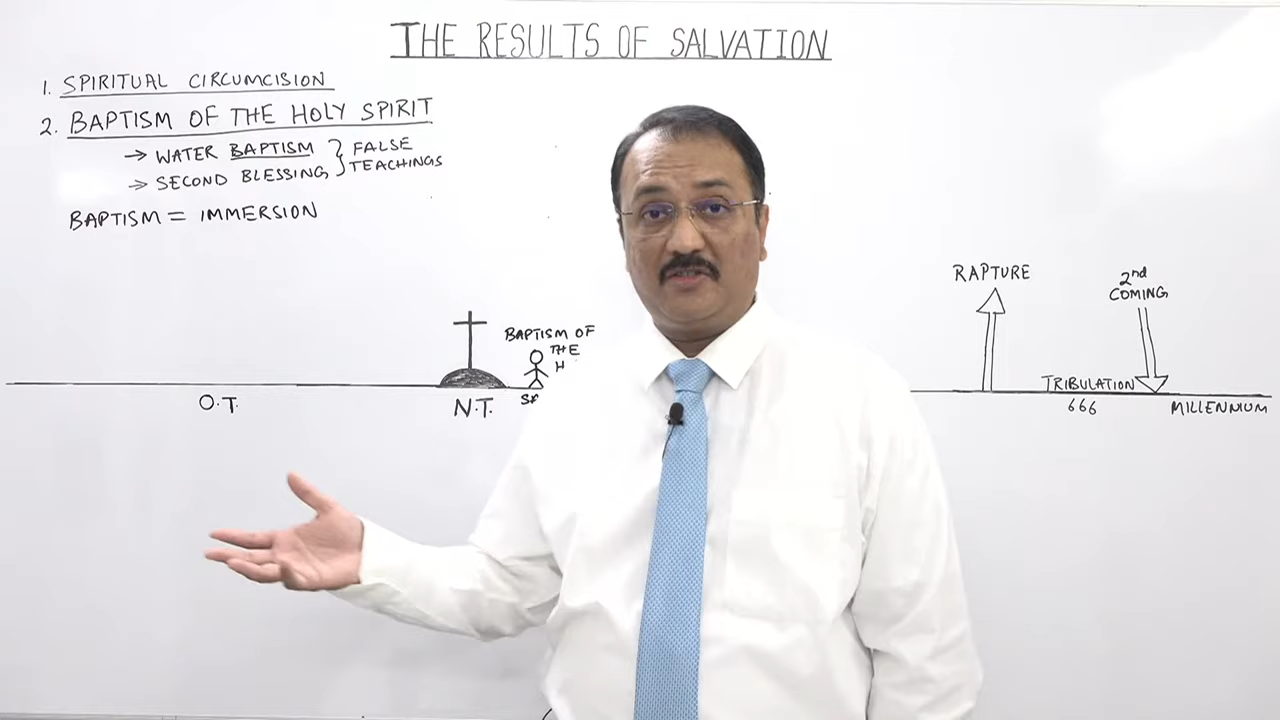 THE RESULTS OF SALVATION
1. SPIRITUAL CIRCUMCISION
2. BAPTISM OF THE HOLY SPIRIT
→ WATER BAPTISM } FALSE
→ SECOND BLESSING } TEACHINGS
BAPTISM = IMMERSION
BAPTISM OF
THE
H
O.T.
N.T.
RAPTURE
2nd
COMING
TRIBULATION
666
MILLENNIUM